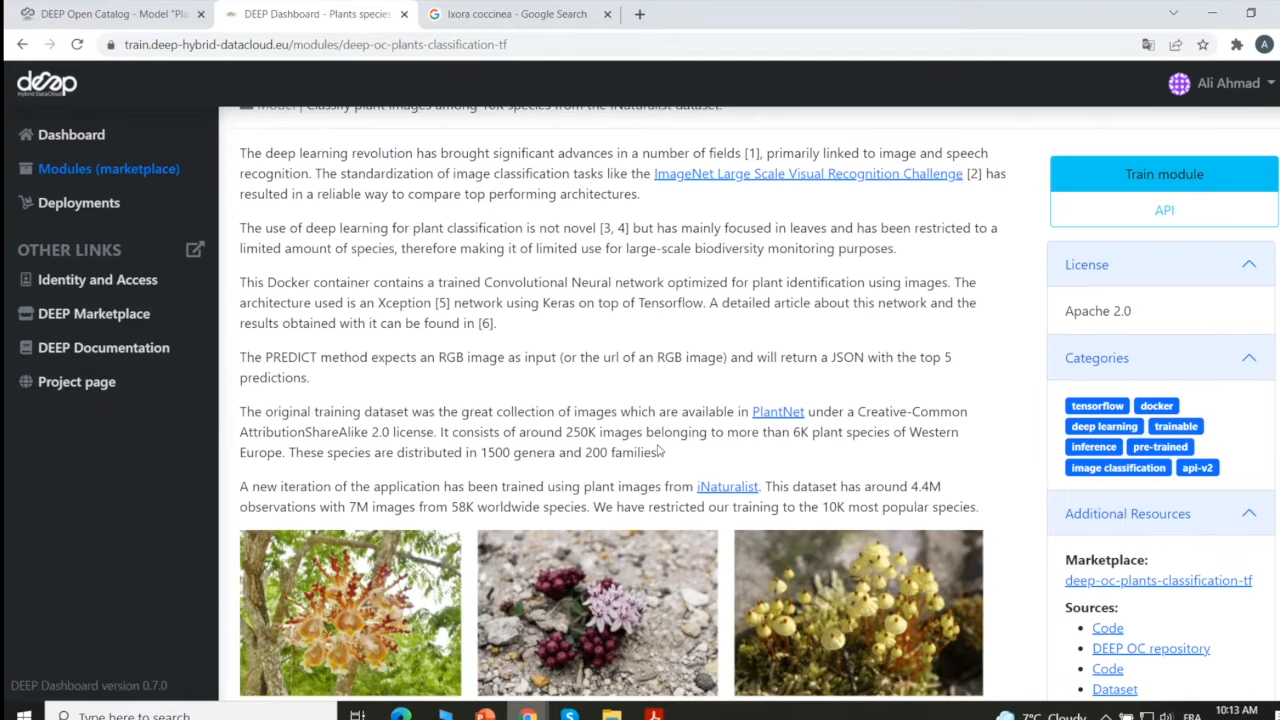 DEEP Open Catalog - Model "Pla
DEEP Dashboard - Plants specie
Ixora coccinea - Google Search
train.deep-hybrid-datacloud.eu/modules/deep-oc-plants-classification-tf
A
deep
Hybrid DataCloud
Ali Ahmad
Dashboard
Modules (marketplace)
Deployments
OTHER LINKS
Identity and Access
DEEP Marketplace
DEEP Documentation
Project page
DEEP Dashboard version 0.7.0
Model | Classify plant images among 10K species from the iNaturalist dataset.
The deep learning revolution has brought significant advances in a number of fields [1], primarily linked to image and speech
recognition. The standardization of image classification tasks like the ImageNet Large Scale Visual Recognition Challenge [2] has
resulted in a reliable way to compare top performing architectures.
The use of deep learning for plant classification is not novel [3, 4] but has mainly focused in leaves and has been restricted to a
limited amount of species, therefore making it of limited use for large-scale biodiversity monitoring purposes.
This Docker container contains a trained Convolutional Neural network optimized for plant identification using images. The
architecture used is an Xception [5] network using Keras on top of Tensorflow. A detailed article about this network and the
results obtained with it can be found in [6].
The PREDICT method expects an RGB image as input (or the url of an RGB image) and will return a JSON with the top 5
predictions.
The original training dataset was the great collection of images which are available in PlantNet under a Creative-Common
AttributionShareAlike 2.0 license. It consists of around 250K images belonging to more than 6K plant species of Western
Europe. These species are distributed in 1500 genera and 200 families.
A new iteration of the application has been trained using plant images from iNaturalist. This dataset has around 4.4M
observations with 7M images from 58K worldwide species. We have restricted our training to the 10K most popular species.
Train module
API
License
Apache 2.0
Categories
tensorflow docker
deep learning trainable
inference pre-trained
image classification api-v2
Additional Resources
Marketplace:
deep-oc-plants-classification-tf
Sources:
• Code
• DEEP OC repository
• Code
• Dataset
Type here to search
7°C Cloudy
FRA
10:13 AM